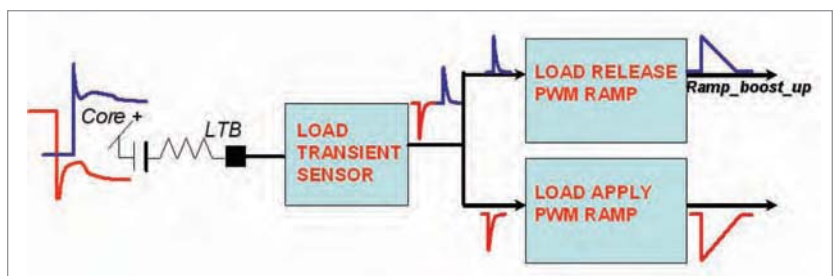 Core +
LTB
LOAD
TRANSIENT
SENSOR
LOAD RELEASE
PWM RAMP
Ramp_boost_up
LOAD APPLY
PWM RAMP